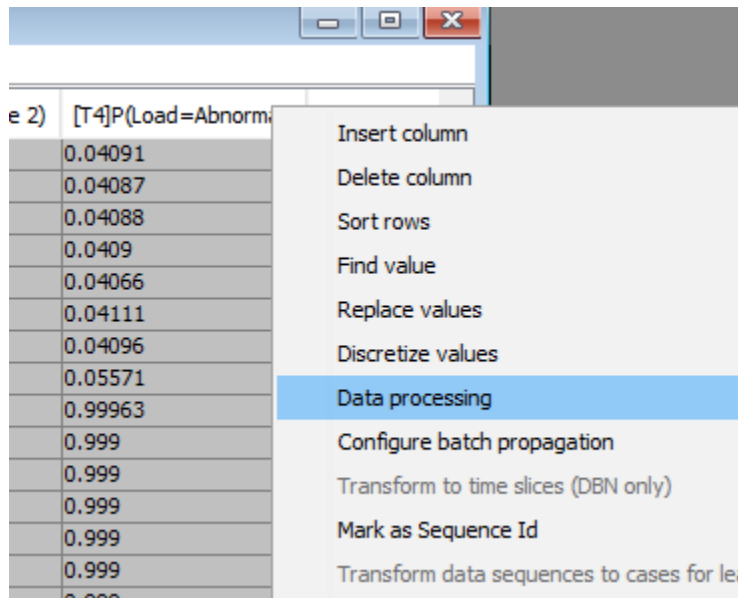 e 2) [T4]P(Load=Abnorma
0.04091
0.04087
0.04088
0.0409
0.04066
0.04111
0.04096
0.05571
0.99963
0.999
0.999
0.999
0.999
0.999
Insert column
Delete column
Sort rows
Find value
Replace values
Discretize values
Data processing
Configure batch propagation
Transform to time slices (DBN only)
Mark as Sequence Id
Transform data sequences to cases for lea